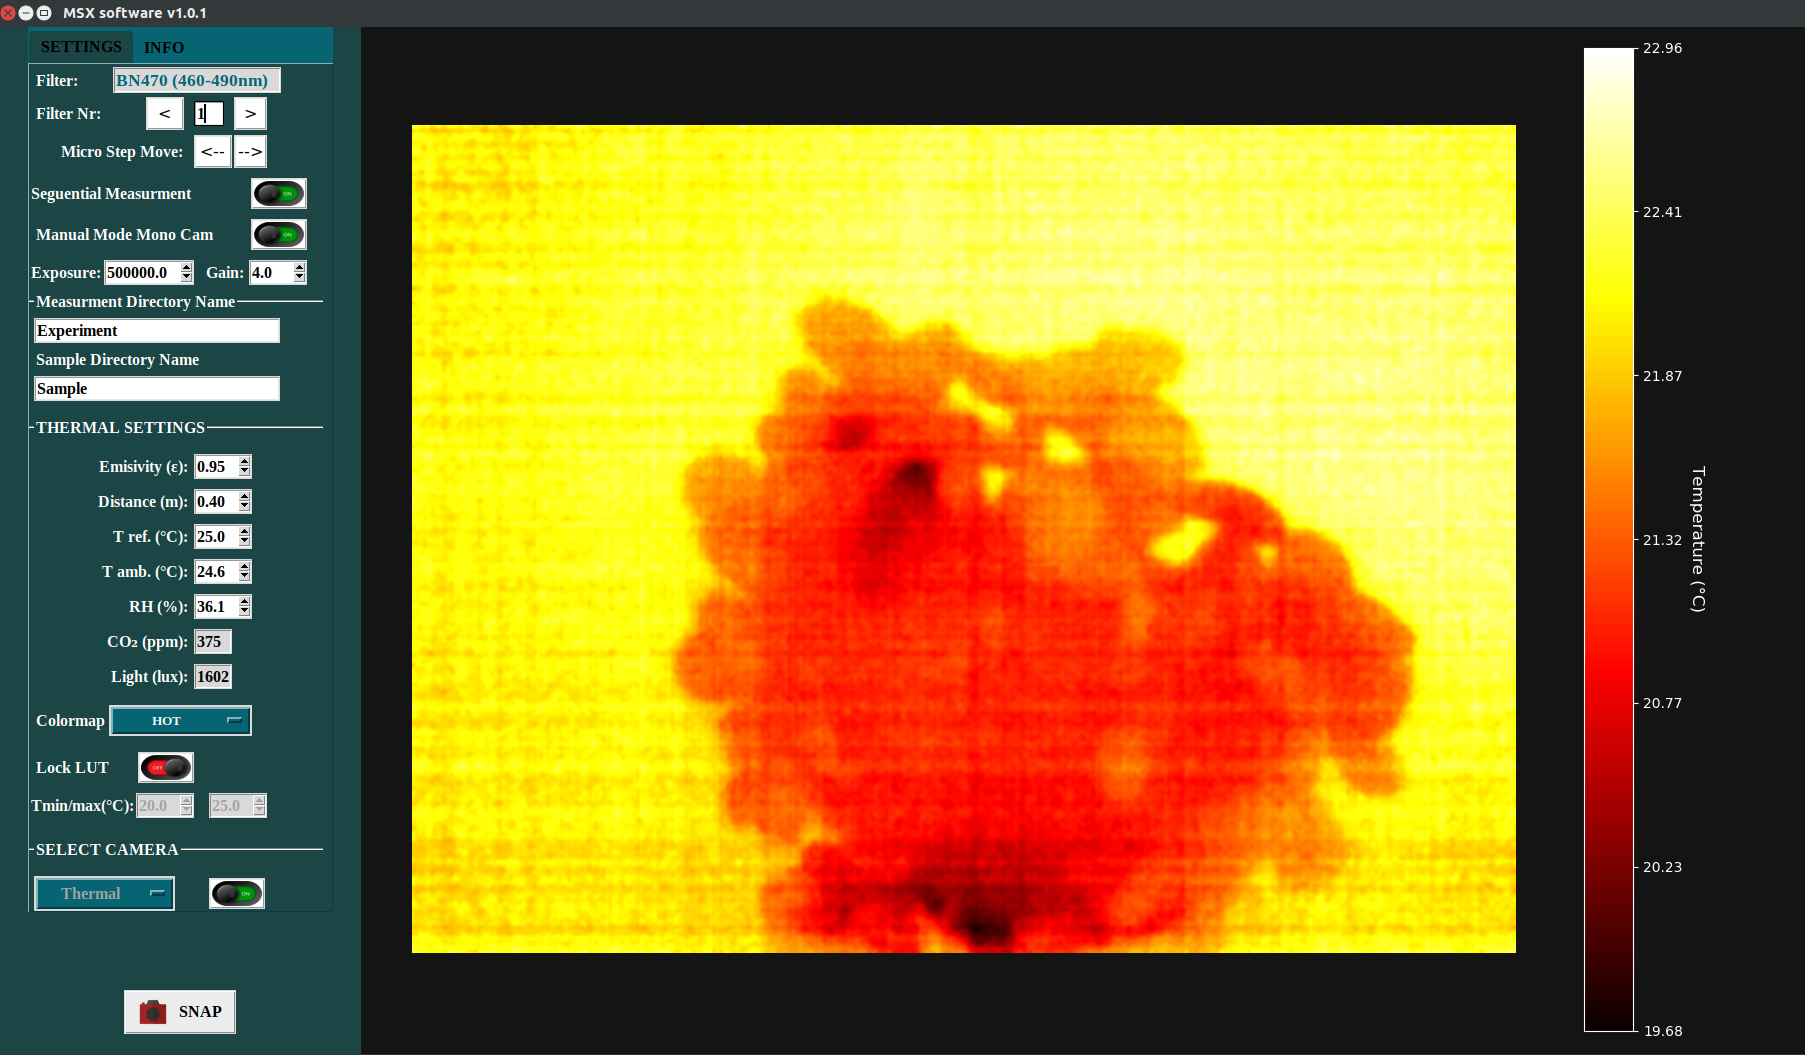 MSX software v1.0.1
SETTINGS INFO
Filter: BN470 (460-490nm)
Filter Nr: < 1 >
Micro Step Move: <-- -->
Seguential Measurment ON
Manual Mode Mono Cam ON
Exposure: 500000.0 Gain: 4.0
Measurment Directory Name
Experiment
Sample Directory Name
Sample
THERMAL SETTINGS
Emisivity (ε): 0.95
Distance (m): 0.40
T ref. (°C): 25.0
T amb. (°C): 24.6
RH (%): 36.1
CO₂ (ppm): 375
Light (lux): 1602
Colormap HOT
Lock LUT OFF
Tmin/max(°C): 20.0 25.0
SELECT CAMERA
Thermal ON
SNAP
22.96
22.41
21.87
21.32
20.77
20.23
19.68
Temperature (°C)